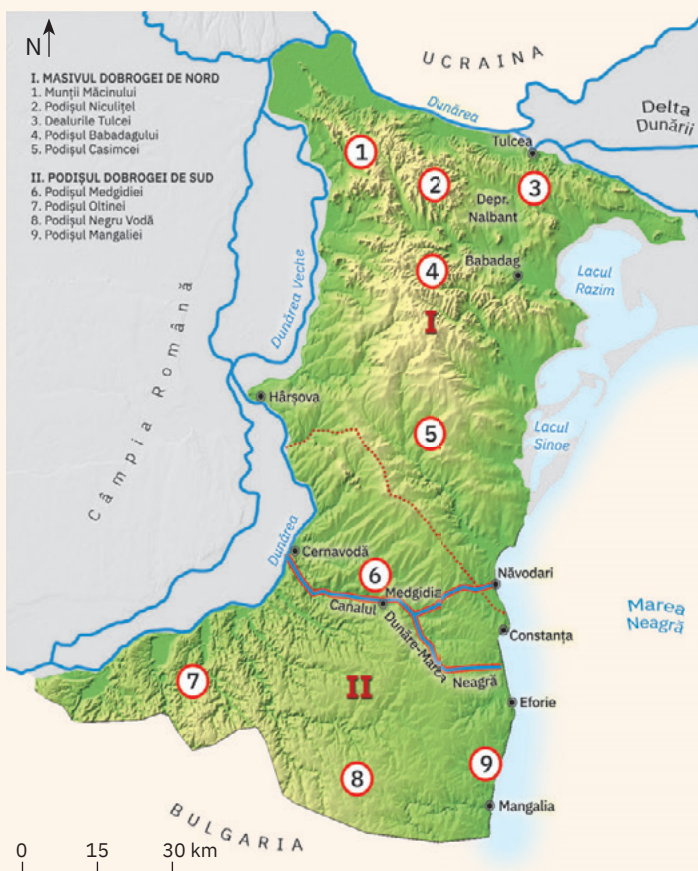 N
I. MASIVUL DOBROGEI DE NORD
1. Munții Măcinului
2. Podișul Niculițel
3. Dealurile Tulcei
4. Podișul Babadagului
5. Podișul Casimcei
II. PODIȘUL DOBROGEI DE SUD
6. Podișul Medgidiei
7. Podișul Oltinei
8. Podișul Negru Vodă
9. Podișul Mangaliei
UCRAINA
Dunărea
Delta
Dunării
Tulcea
1
2
3
Depr.
Nalbant
4
Babadag
Lacul
Razim
I
Dunărea Veche
Câmpia Română
Hârșova
5
Lacul
Sinoe
Dunărea
Cernavodă
6
Medgidia
Năvodari
Canalul
Dunăre-Marea
Neagră
Constanța
Marea
Neagră
7
II
Eforie
8
9
Mangalia
BULGARIA
0 15 30 km